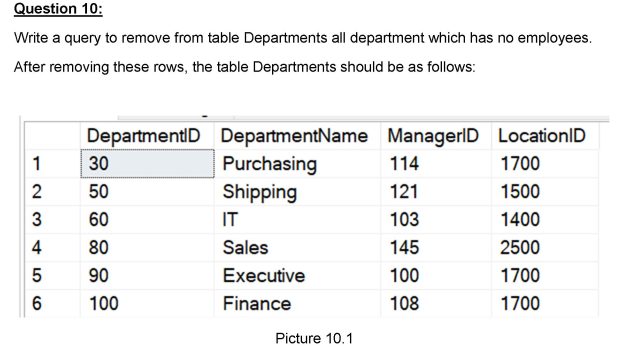 Question 10:
Write a query to remove from table Departments all department which has no employees.
After removing these rows, the table Departments should be as follows:
DepartmentID DepartmentName ManagerID LocationID
1 30 Purchasing 114 1700
2 50 Shipping 121 1500
3 60 IT 103 1400
4 80 Sales 145 2500
5 90 Executive 100 1700
6 100 Finance 108 1700
Picture 10.1